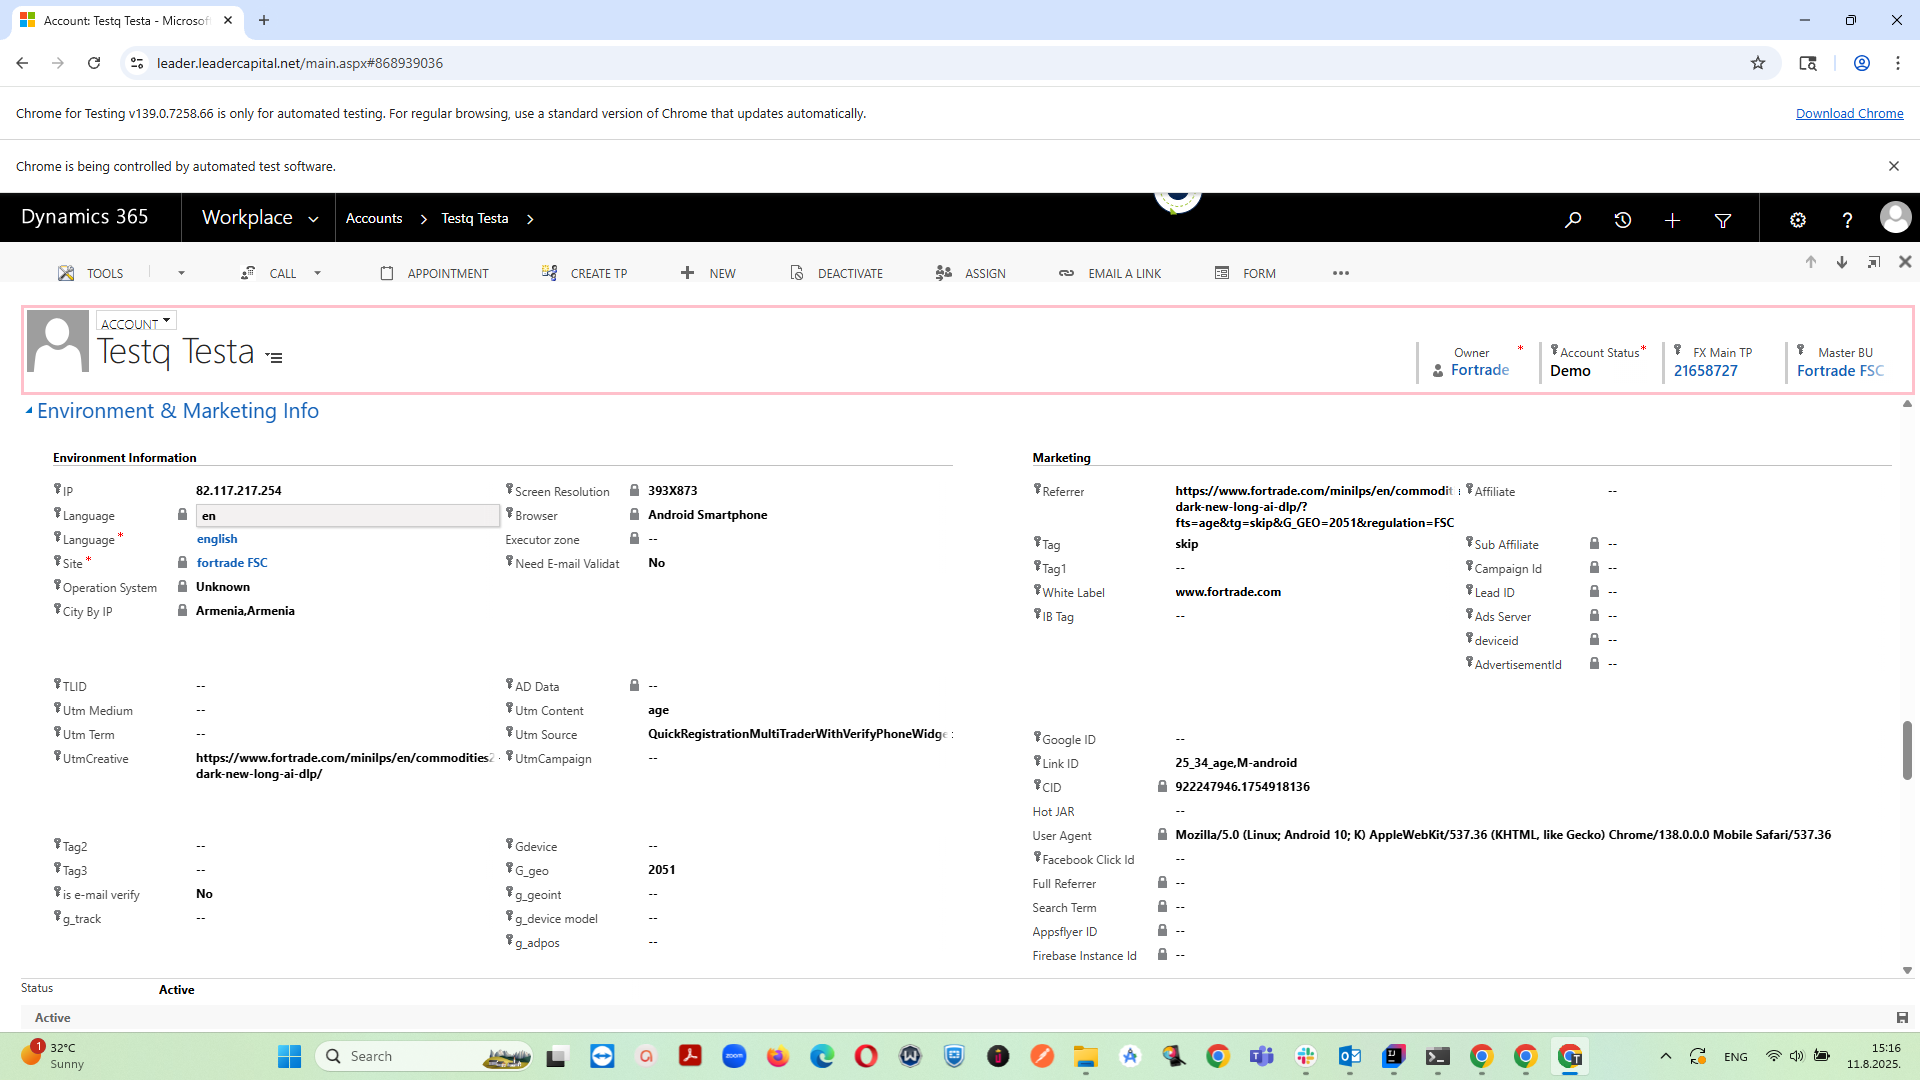 Account: Testq Testa - Microsof
leader.leadercapital.net/main.aspx#868939036
Chrome for Testing v139.0.7258.66 is only for automated testing. For regular browsing, use a standard version of Chrome that updates automatically.
Download Chrome
Chrome is being controlled by automated test software.
Dynamics 365
Workplace
Accounts
Testq Testa
TOOLS
CALL
APPOINTMENT
CREATE TP
NEW
DEACTIVATE
ASSIGN
EMAIL A LINK
FORM
ACCOUNT
Testq Testa
Owner *
Fortrade
Account Status *
Demo
FX Main TP
21658727
Master BU
Fortrade FSC
Environment & Marketing Info
Environment Information
IP 82.117.217.254
Language en
Language * english
Site * fortrade FSC
Operation System Unknown
City By IP Armenia,Armenia
Screen Resolution 393X873
Browser Android Smartphone
Executor zone --
Need E-mail Validat No
TLID --
Utm Medium --
Utm Term --
UtmCreative https://www.fortrade.com/minilps/en/commodities2-
dark-new-long-ai-dlp/
AD Data --
Utm Content age
Utm Source QuickRegistrationMultiTraderWithVerifyPhoneWidge
UtmCampaign --
Tag2 --
Tag3 --
is e-mail verify No
g_track --
Gdevice --
G_geo 2051
g_geoint --
g_device model --
g_adpos --
Marketing
Referrer https://www.fortrade.com/minilps/en/commodit
dark-new-long-ai-dlp/?
fts=age&tg=skip&G_GEO=2051&regulation=FSC
Tag skip
Tag1 --
White Label www.fortrade.com
IB Tag --
Affiliate --
Sub Affiliate --
Campaign Id --
Lead ID --
Ads Server --
deviceid --
AdvertisementId --
Google ID --
Link ID 25_34_age,M-android
CID 922247946.1754918136
Hot JAR --
User Agent Mozilla/5.0 (Linux; Android 10; K) AppleWebKit/537.36 (KHTML, like Gecko) Chrome/138.0.0.0 Mobile Safari/537.36
Facebook Click Id --
Full Referrer --
Search Term --
Appsflyer ID --
Firebase Instance Id --
Status Active
Active
1
32°C
Sunny
Search
zoom
ENG
15:16
11.8.2025.